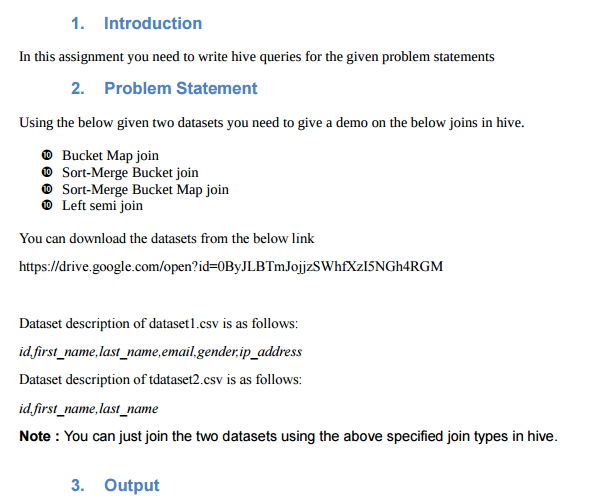 1. Introduction
In this assignment you need to write hive queries for the given problem statements
2. Problem Statement
Using the below given two datasets you need to give a demo on the below joins in hive.
❿ Bucket Map join
❿ Sort-Merge Bucket join
❿ Sort-Merge Bucket Map join
❿ Left semi join
You can download the datasets from the below link
https://drive.google.com/open?id=0ByJLBTmJojjzSWhfXzI5NGh4RGM
Dataset description of dataset1.csv is as follows:
id,first_name,last_name,email,gender,ip_address
Dataset description of tdataset2.csv is as follows:
id,first_name,last_name
Note : You can just join the two datasets using the above specified join types in hive.
3. Output